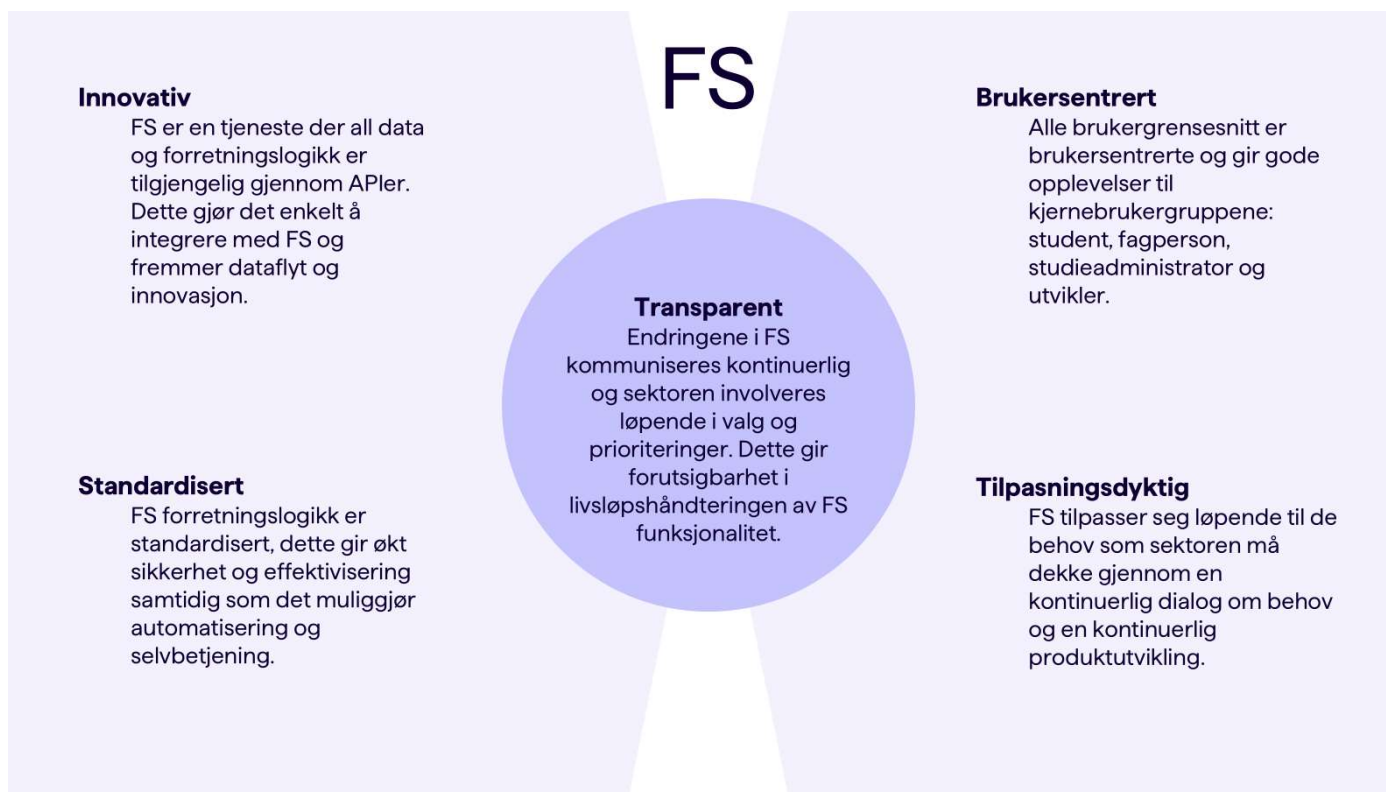 FS
Innovativ
FS er en tjeneste der all data
og forretningslogikk er
tilgjengelig gjennom APIer.
Dette gjør det enkelt å
integrere med FS og
fremmer dataflyt og
innovasjon.
Brukersentrert
Alle brukergrensesnitt er
brukersentrerte og gir gode
opplevelser til
kjernebrukergruppene:
student, fagperson,
studieadministrator og
utvikler.
Transparent
Endringene i FS
kommuniseres kontinuerlig
og sektoren involveres
løpende i valg og
prioriteringer. Dette gir
forutsigbarhet i
livsløpshåndteringen av FS
funksjonalitet.
Standardisert
FS forretningslogikk er
standardisert, dette gir økt
sikkerhet og effektivisering
samtidig som det muliggjør
automatisering og
selvbetjening.
Tilpasningsdyktig
FS tilpasser seg løpende til de
behov som sektoren må
dekke gjennom en
kontinuerlig dialog om behov
og en kontinuerlig
produktutvikling.